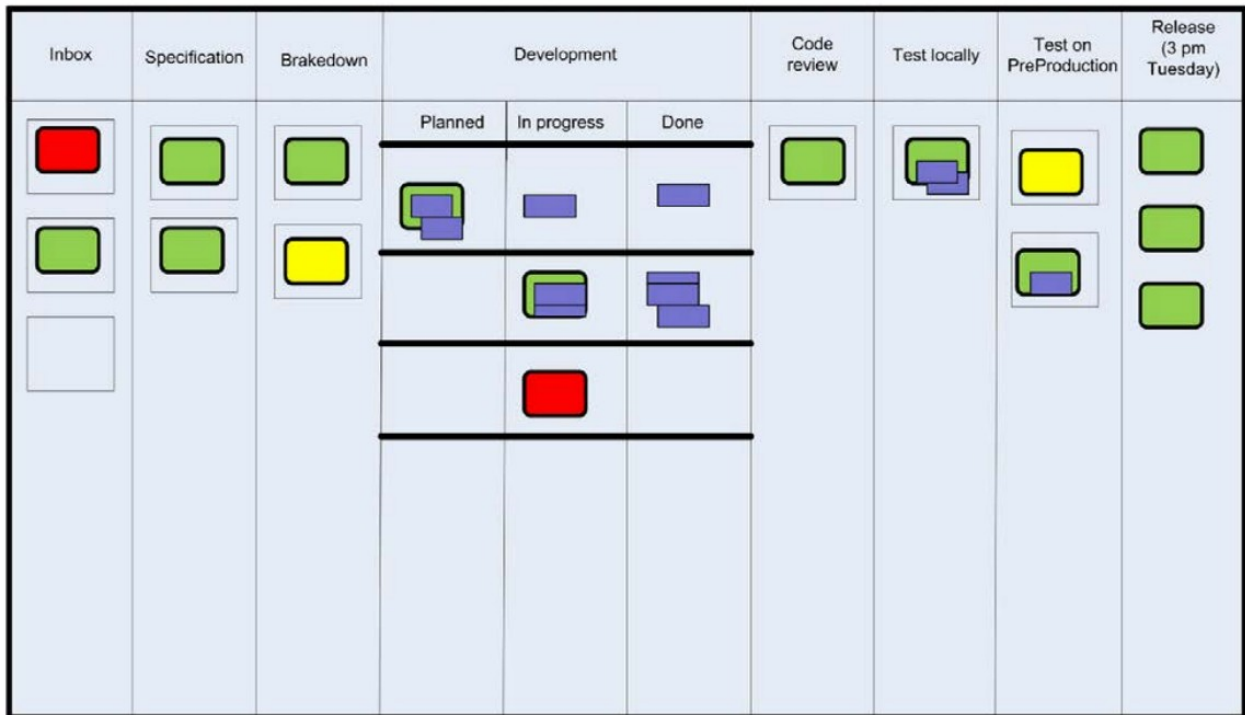 Inbox
Specification
Brakedown
Development
Code
review
Test locally
Test on
PreProduction
Release
(3 pm
Tuesday)
Planned
In progress
Done